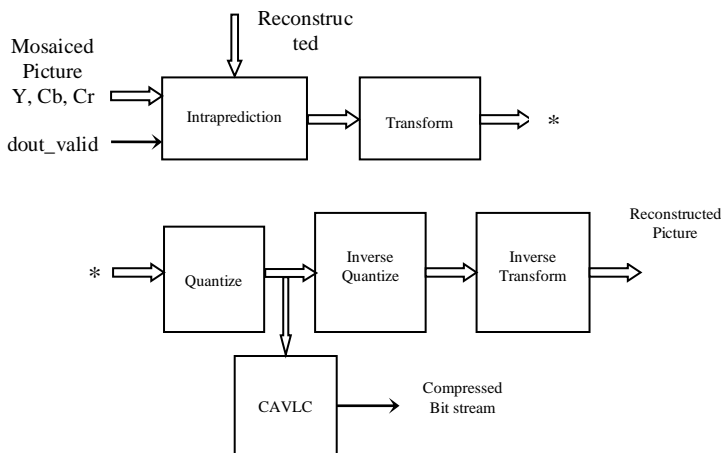 Reconstruc
ted
Mosaiced
Picture
Y, Cb, Cr
dout_valid
Intraprediction
Transform
*
*
Quantize
Inverse
Quantize
Inverse
Transform
Reconstructed
Picture
CAVLC
Compressed
Bit stream